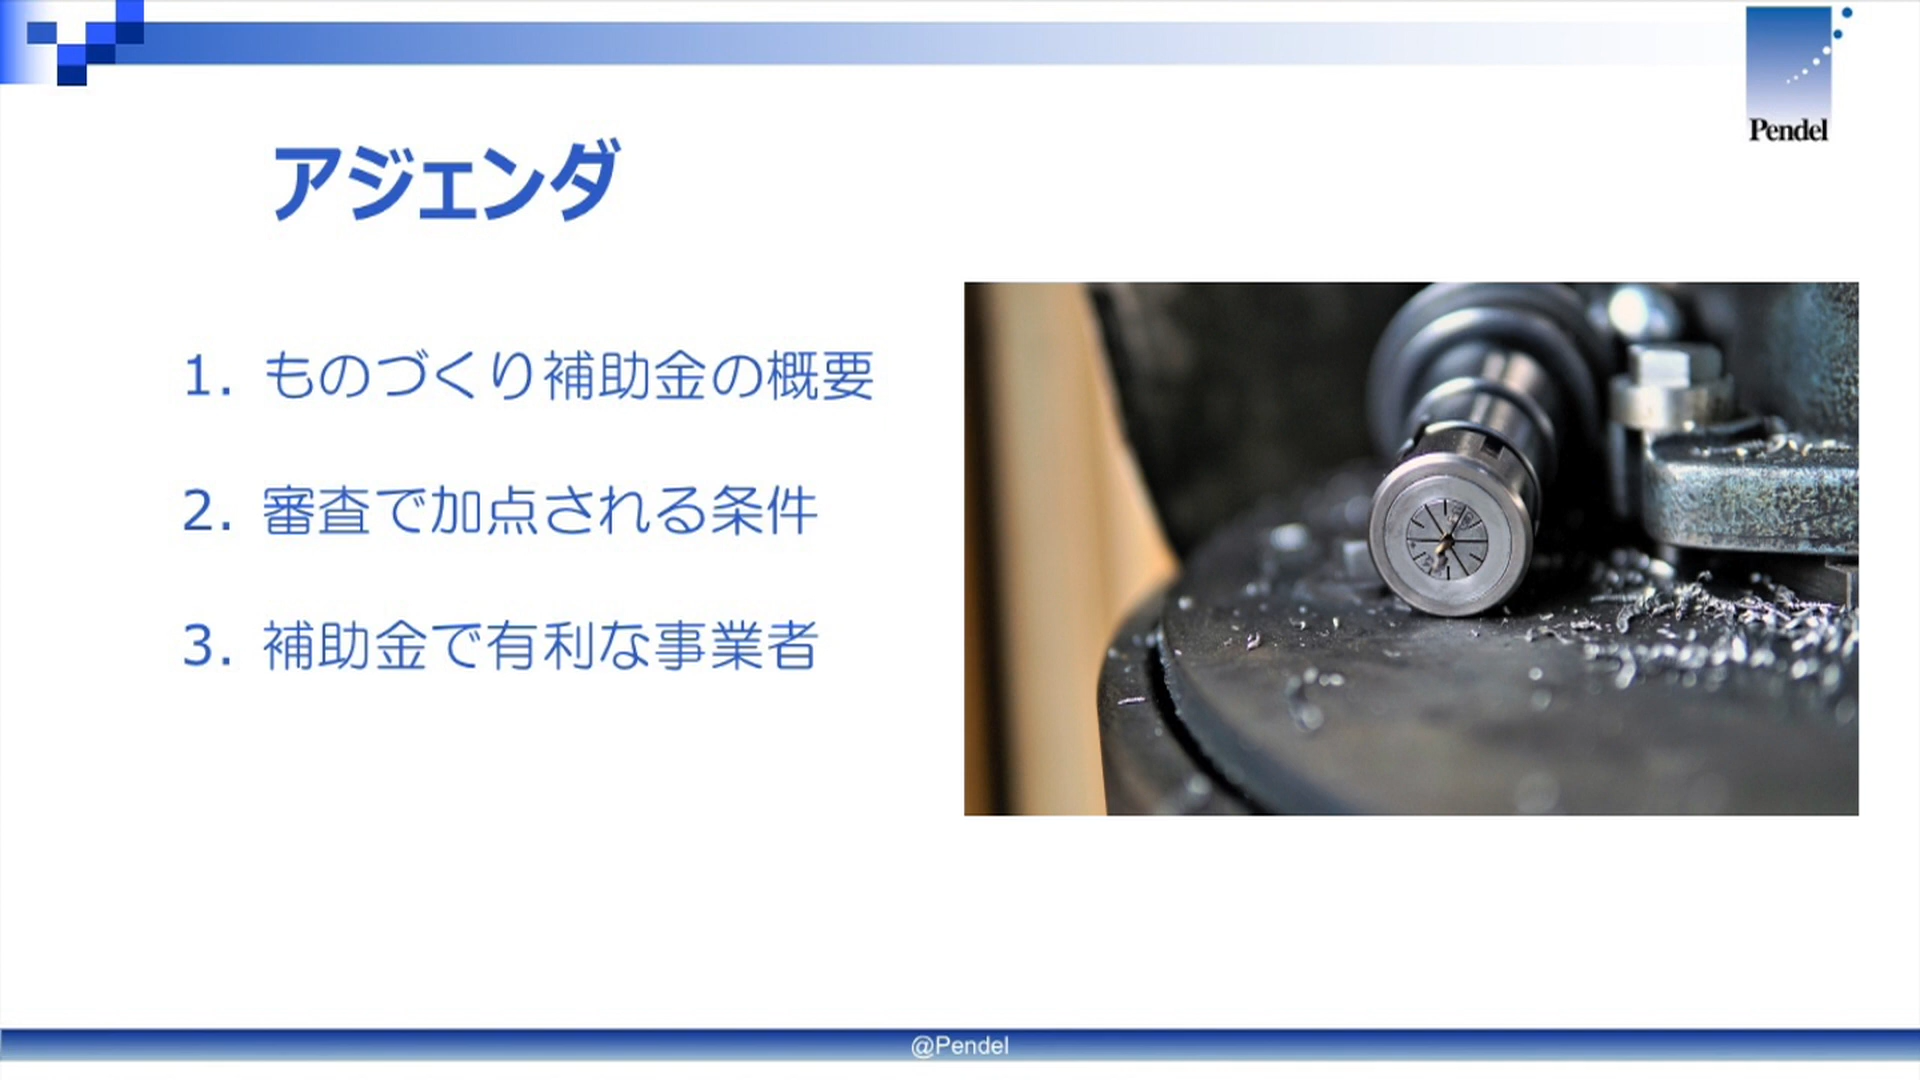 Pendel
アジェンダ
1. ものづくり補助金の概要
2. 審査で加点される条件
3. 補助金で有利な事業者
@Pendel